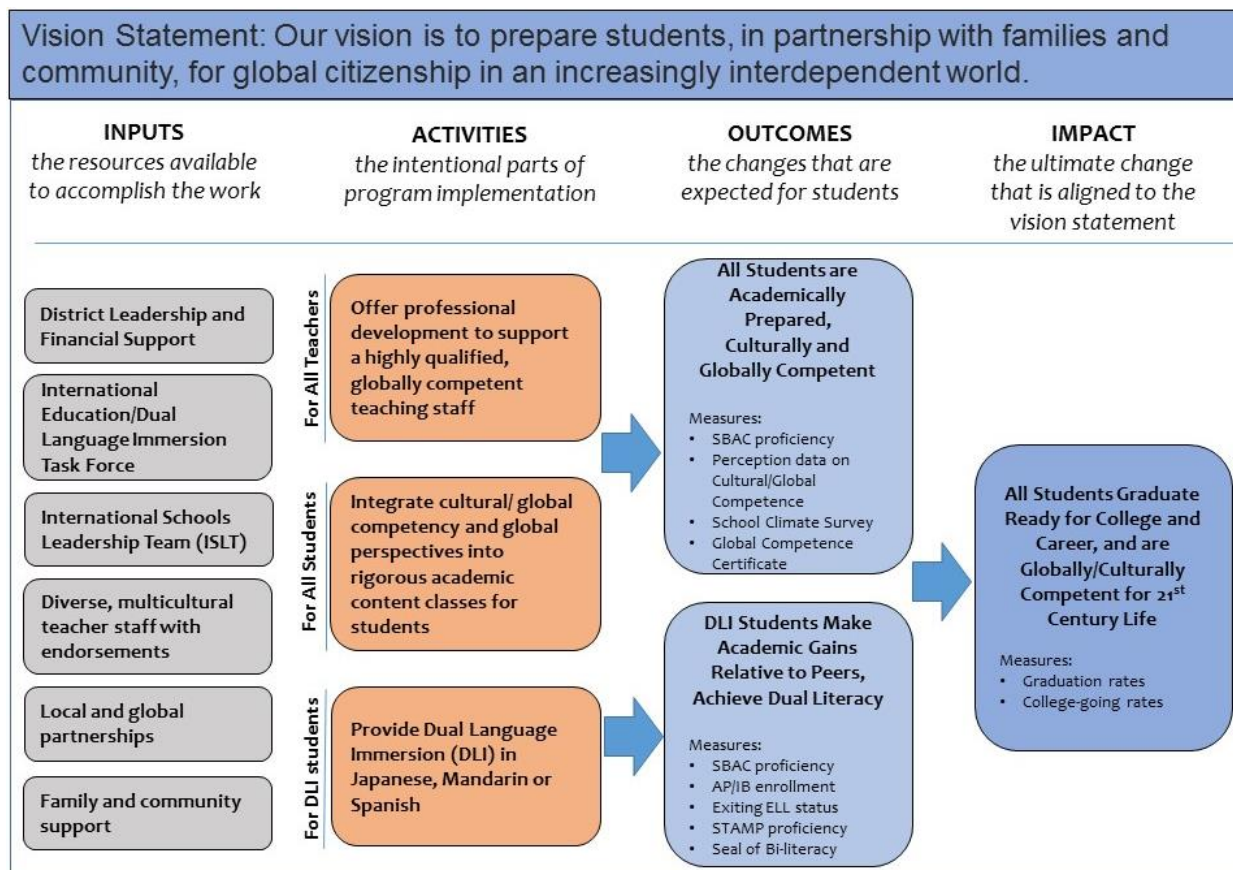 Vision Statement: Our vision is to prepare students, in partnership with families and
community, for global citizenship in an increasingly interdependent world.
INPUTS
the resources available
to accomplish the work
ACTIVITIES
the intentional parts of
program implementation
OUTCOMES
the changes that are
expected for students
IMPACT
the ultimate change
that is aligned to the
vision statement
District Leadership and
Financial Support
International
Education/Dual
Language Immersion
Task Force
International Schools
Leadership Team (ISLT)
Diverse, multicultural
teacher staff with
endorsements
Local and global
partnerships
Family and community
support
For All Teachers
Offer professional
development to support
a highly qualified,
globally competent
teaching staff
For All Students
Integrate cultural/ global
competency and global
perspectives into
rigorous academic
content classes for
students
For DLI students
Provide Dual Language
Immersion (DLI) in
Japanese, Mandarin or
Spanish
All Students are
Academically
Prepared,
Culturally and
Globally Competent
Measures:
• SBAC proficiency
• Perception data on
Cultural/Global
Competence
• School Climate Survey
• Global Competence
Certificate
DLI Students Make
Academic Gains
Relative to Peers,
Achieve Dual Literacy
Measures:
• SBAC proficiency
• AP/IB enrollment
• Exiting ELL status
• STAMP proficiency
• Seal of Bi-literacy
All Students Graduate
Ready for College and
Career, and are
Globally/Culturally
Competent for 21st
Century Life
Measures:
• Graduation rates
• College-going rates